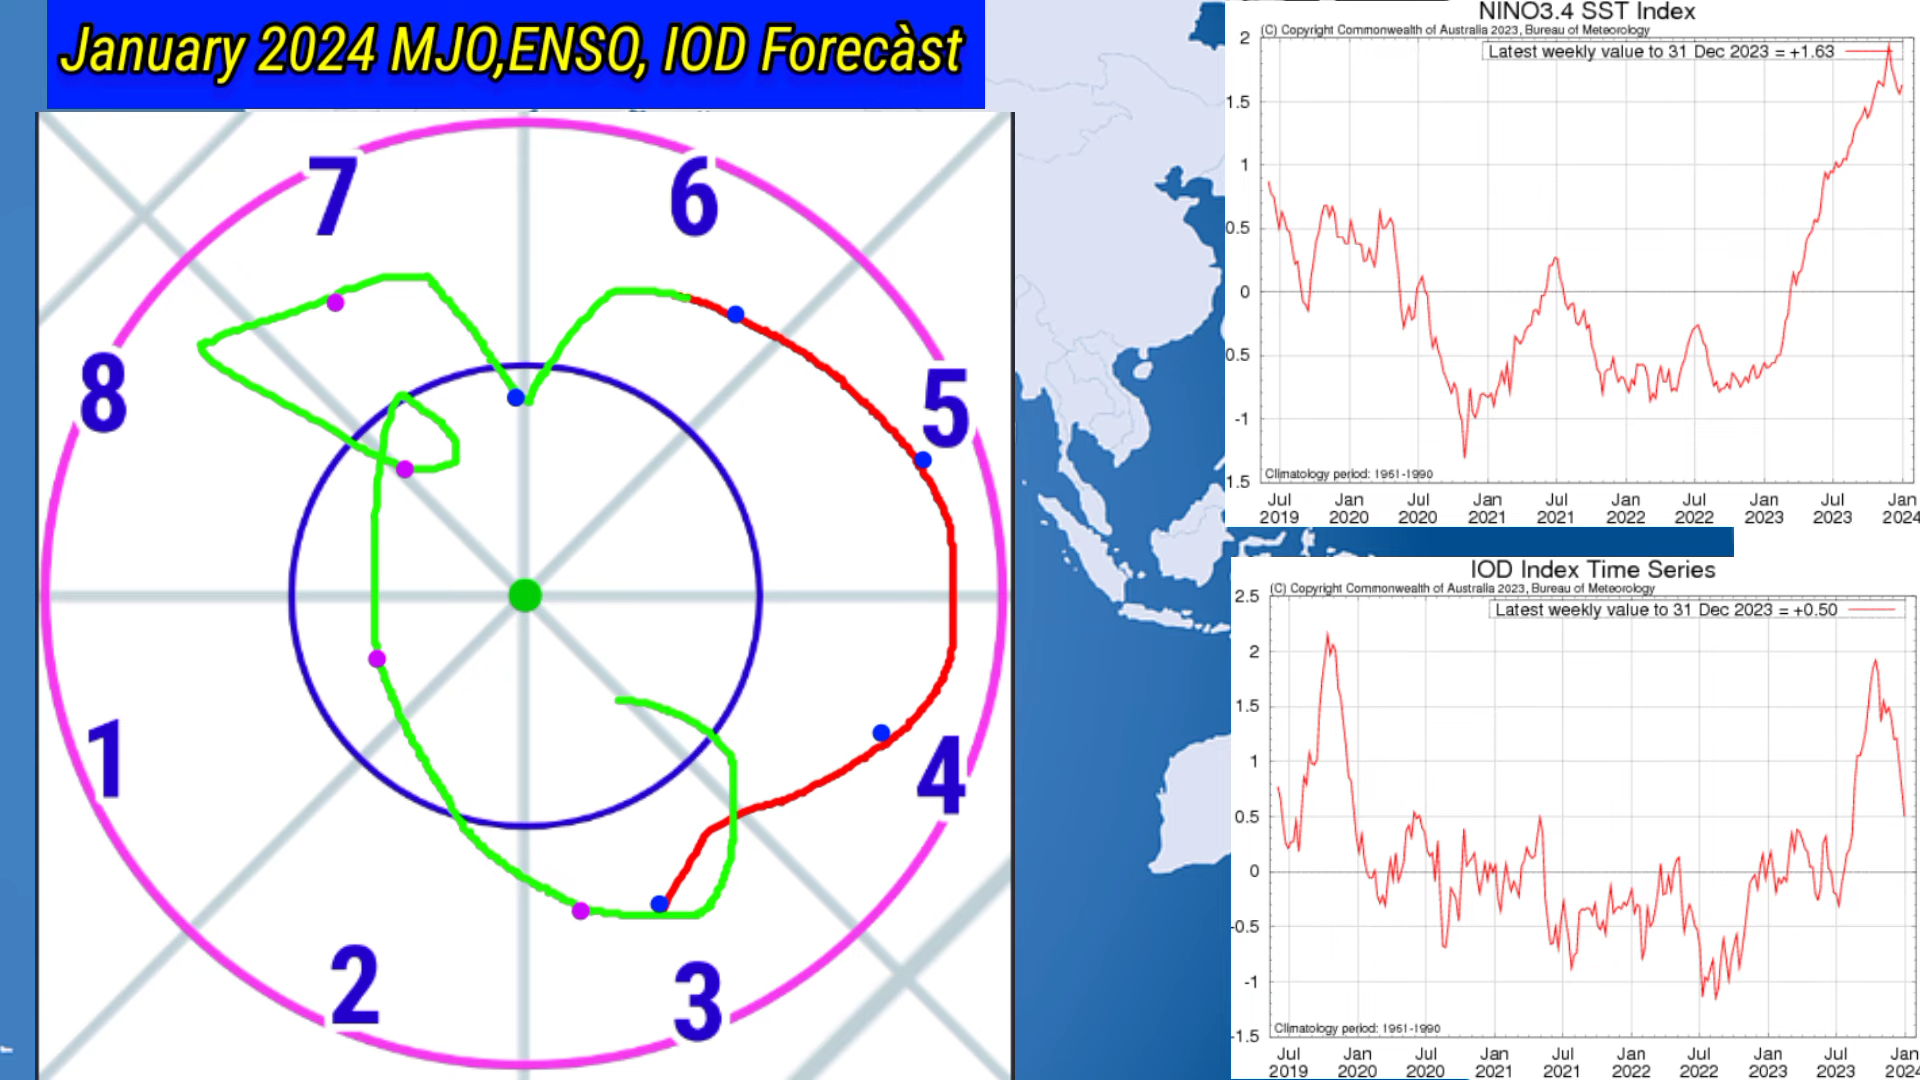 January 2024 MJO,ENSO, IOD Forecàst
7
6
8
5
1
4
2
3
NINO3.4 SST Index
(C) Copyright Commonwealth of Australia 2023, Bureau of Meteorology
Latest weekly value to 31 Dec 2023 = +1.63
2
1.5
1
0.5
0
0.5
-1
1.5
Climatology period: 1961-1990
Jul Jan Jul Jan Jul Jan Jul Jan Jul Jan
2019 2020 2020 2021 2021 2022 2022 2023 2023 2024
IOD Index Time Series
(C) Copyright Commonwealth of Australia 2023, Bureau of Meteorology
Latest weekly value to 31 Dec 2023 = +0.50
2.5
2
1.5
1
0.5
0
-0.5
-1
-1.5
Climatology period: 1961-1990
Jul Jan Jul Jan Jul Jan Jul Jan Jul Jan
2019 2020 2020 2021 2021 2022 2022 2023 2023 2024